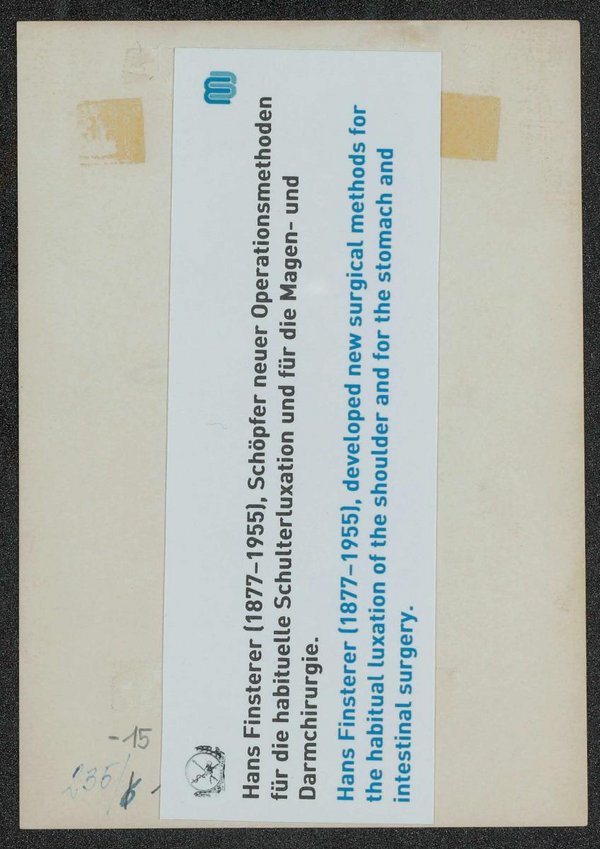 Hans Finsterer (1877–1955), Schöpfer neuer Operationsmethoden
für die habituelle Schulterluxation und für die Magen- und
Darmchirurgie.
Hans Finsterer (1877–1955), developed new surgical methods for
the habitual luxation of the shoulder and for the stomach and
intestinal surgery.
-15
235/